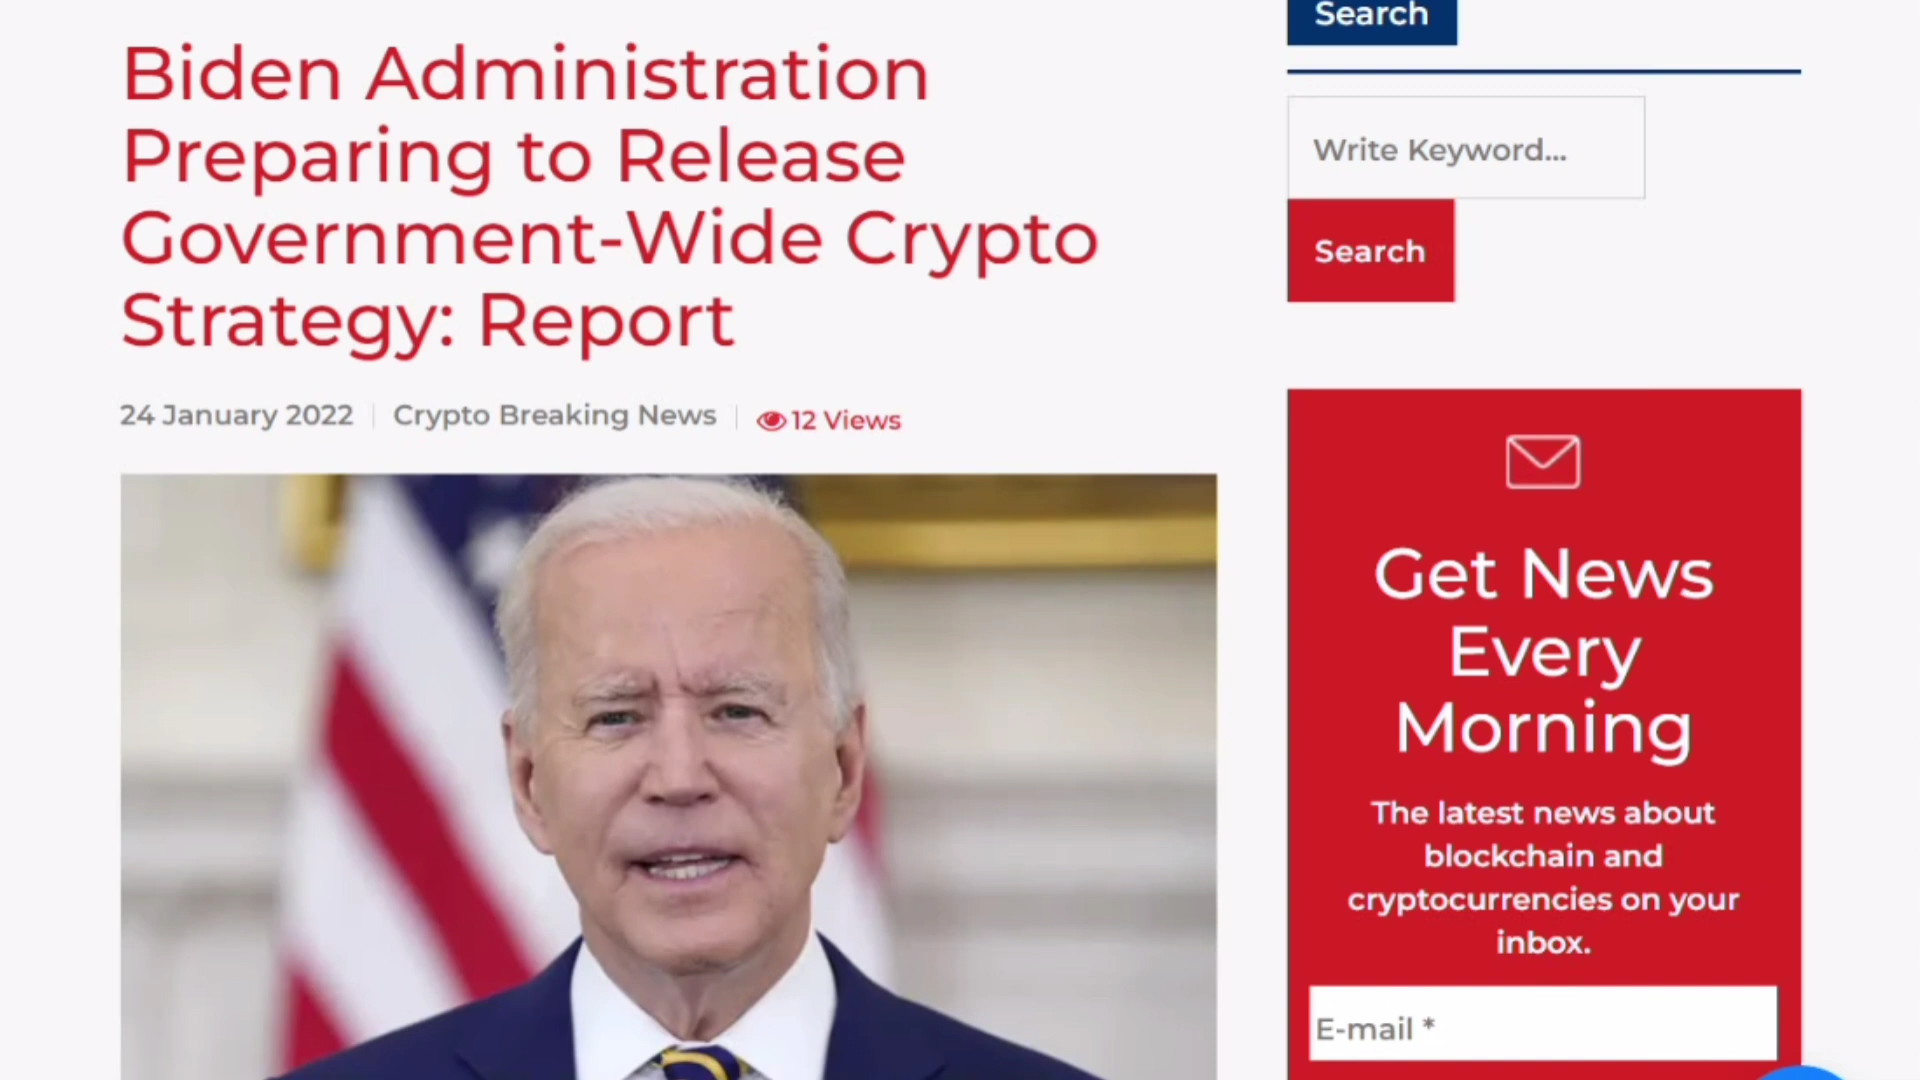 Biden Administration
Preparing to Release
Government-Wide Crypto
Strategy: Report
24 January 2022
Crypto Breaking News
12 Views
Search
Write Keyword...
Search
Get News
Every
Morning
The latest news about
blockchain and
cryptocurrencies on your
inbox.
E-mail *